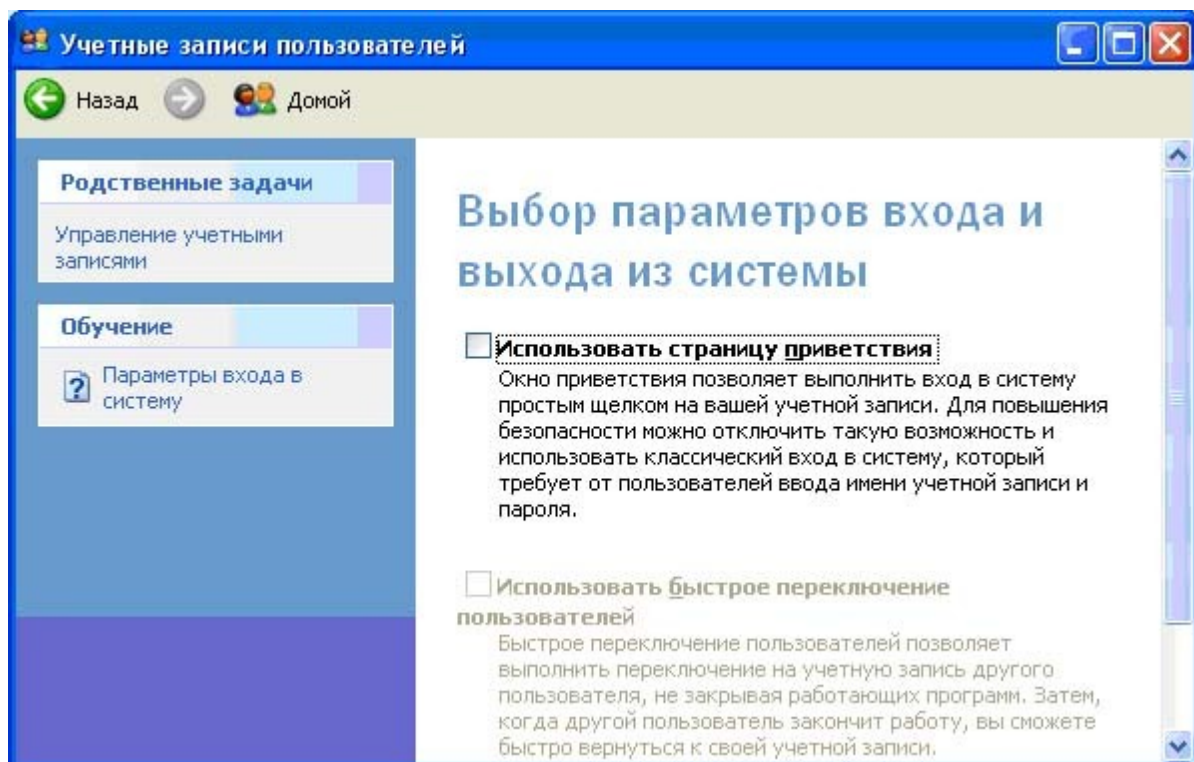 Учетные записи пользователей
Назад Домой
Родственные задачи
Управление учетными
записями
Обучение
Параметры входа в
систему
Выбор параметров входа и
выхода из системы
Использовать страницу приветствия
Окно приветствия позволяет выполнить вход в систему
простым щелком на вашей учетной записи. Для повышения
безопасности можно отключить такую возможность и
использовать классический вход в систему, который
требует от пользователей ввода имени учетной записи и
пароля.
Использовать быстрое переключение
пользователей
Быстрое переключение пользователей позволяет
выполнить переключение на учетную запись другого
пользователя, не закрывая работающих программ. Затем,
когда другой пользователь закончит работу, вы сможете
быстро вернуться к своей учетной записи.